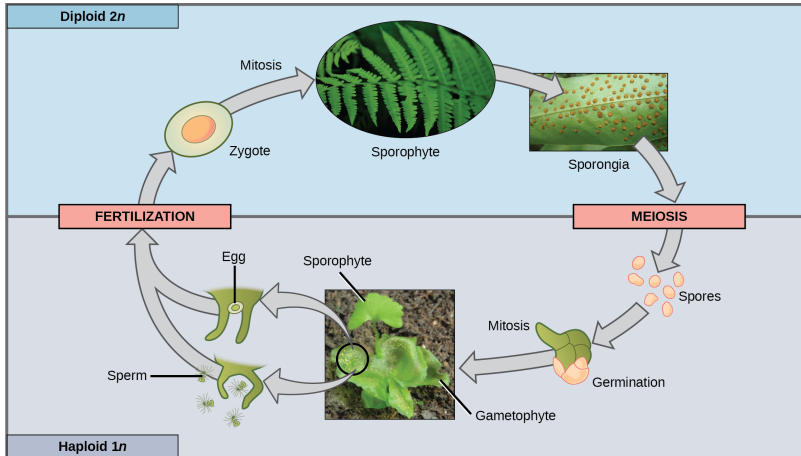 Diploid 2n
Mitosis
Zygote
Sporophyte
Sporongia
FERTILIZATION
MEIOSIS
Egg
Sporophyte
Spores
Mitosis
Sperm
Germination
Gametophyte
Haploid 1n